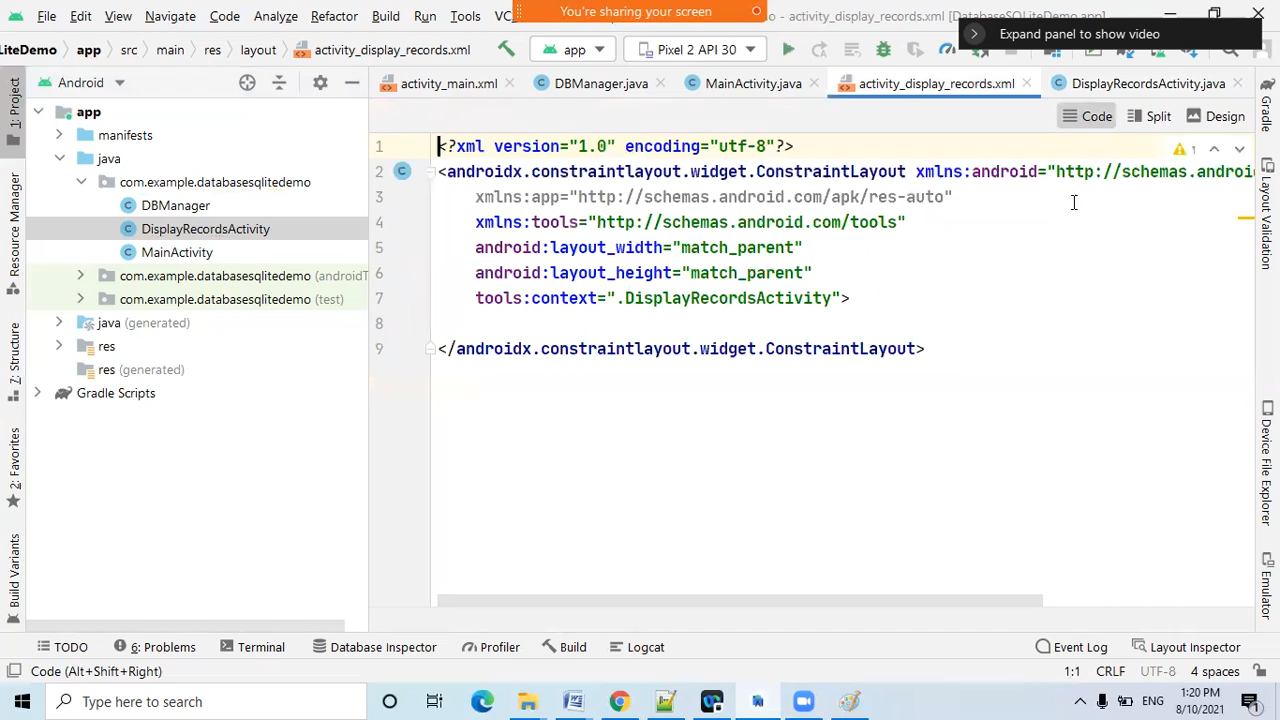 File Edit View Navigate Code Analyze Refactor Build Run Tools
You're sharing your screen
activity_display_records.xml [DatabaseSQLiteDemo.app]
Expand panel to show video
LiteDemo app src main res layout activity_display_records.xml app Pixel 2 API 30
Android
activity_main.xml DBManager.java MainActivity.java activity_display_records.xml DisplayRecordsActivity.java
Code Split Design
1: Project
Resource Manager
Z: Structure
2: Favorites
Build Variants
app
manifests
java
com.example.databasesqlitedemo
DBManager
DisplayRecordsActivity
MainActivity
com.example.databasesqlitedemo (androidT
com.example.databasesqlitedemo (test)
java (generated)
res
res (generated)
Gradle Scripts
1 <?xml version="1.0" encoding="utf-8"?>
2 <androidx.constraintlayout.widget.ConstraintLayout xmlns:android="http://schemas.androi
3 xmlns:app="http://schemas.android.com/apk/res-auto"
4 xmlns:tools="http://schemas.android.com/tools"
5 android:layout_width="match_parent"
6 android:layout_height="match_parent"
7 tools:context=".DisplayRecordsActivity">
8
9 </androidx.constraintlayout.widget.ConstraintLayout>
1
Gradle
Layout Validation
Device File Explorer
Emulator
TODO 6: Problems Terminal Database Inspector Profiler Build Logcat Event Log Layout Inspector
Code (Alt+Shift+Right) 1:1 CRLF UTF-8 4 spaces
Type here to search
ENG
1:20 PM
8/10/2021
1